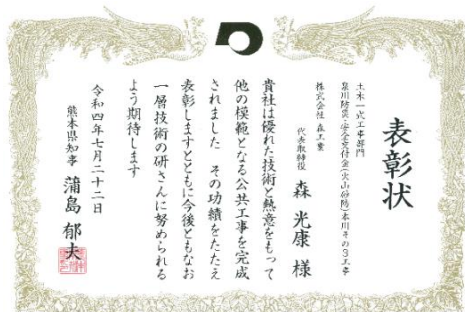 表彰状
土木一式工事部門
泉川防災・安全交付金(火山砂防)本川その3工事
株式会社 森工業
代表取締役 森 光康 様
貴社は優れた技術と熱意をもって
他の模範となる公共工事を完成
されました その功績をたたえ
表彰しますとともに今後ともなお
一層技術の研さんに努められる
よう期待します
令和四年七月二十二日
熊本県知事 蒲島 郁夫